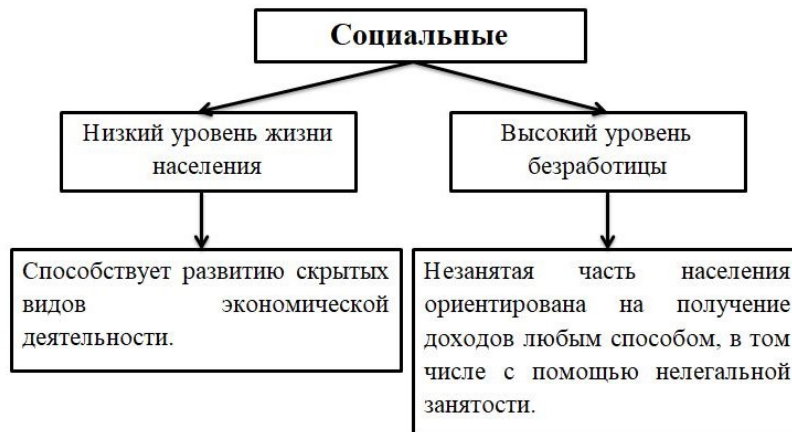 Социальные
Низкий уровень жизни
населения
Высокий уровень
безработицы
Способствует развитию скрытых
видов экономической
деятельности.
Незанятая часть населения
ориентирована на получение
доходов любым способом, в том
числе с помощью нелегальной
занятости.